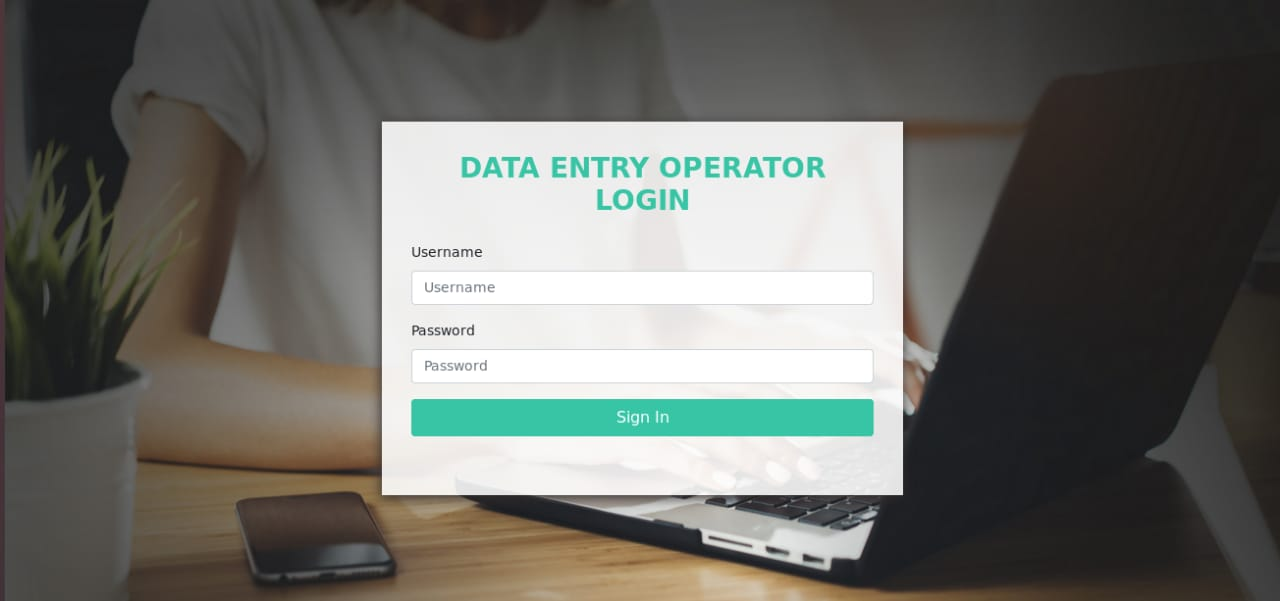 DATA ENTRY OPERATOR
LOGIN
Username
Username
Password
Password
Sign In